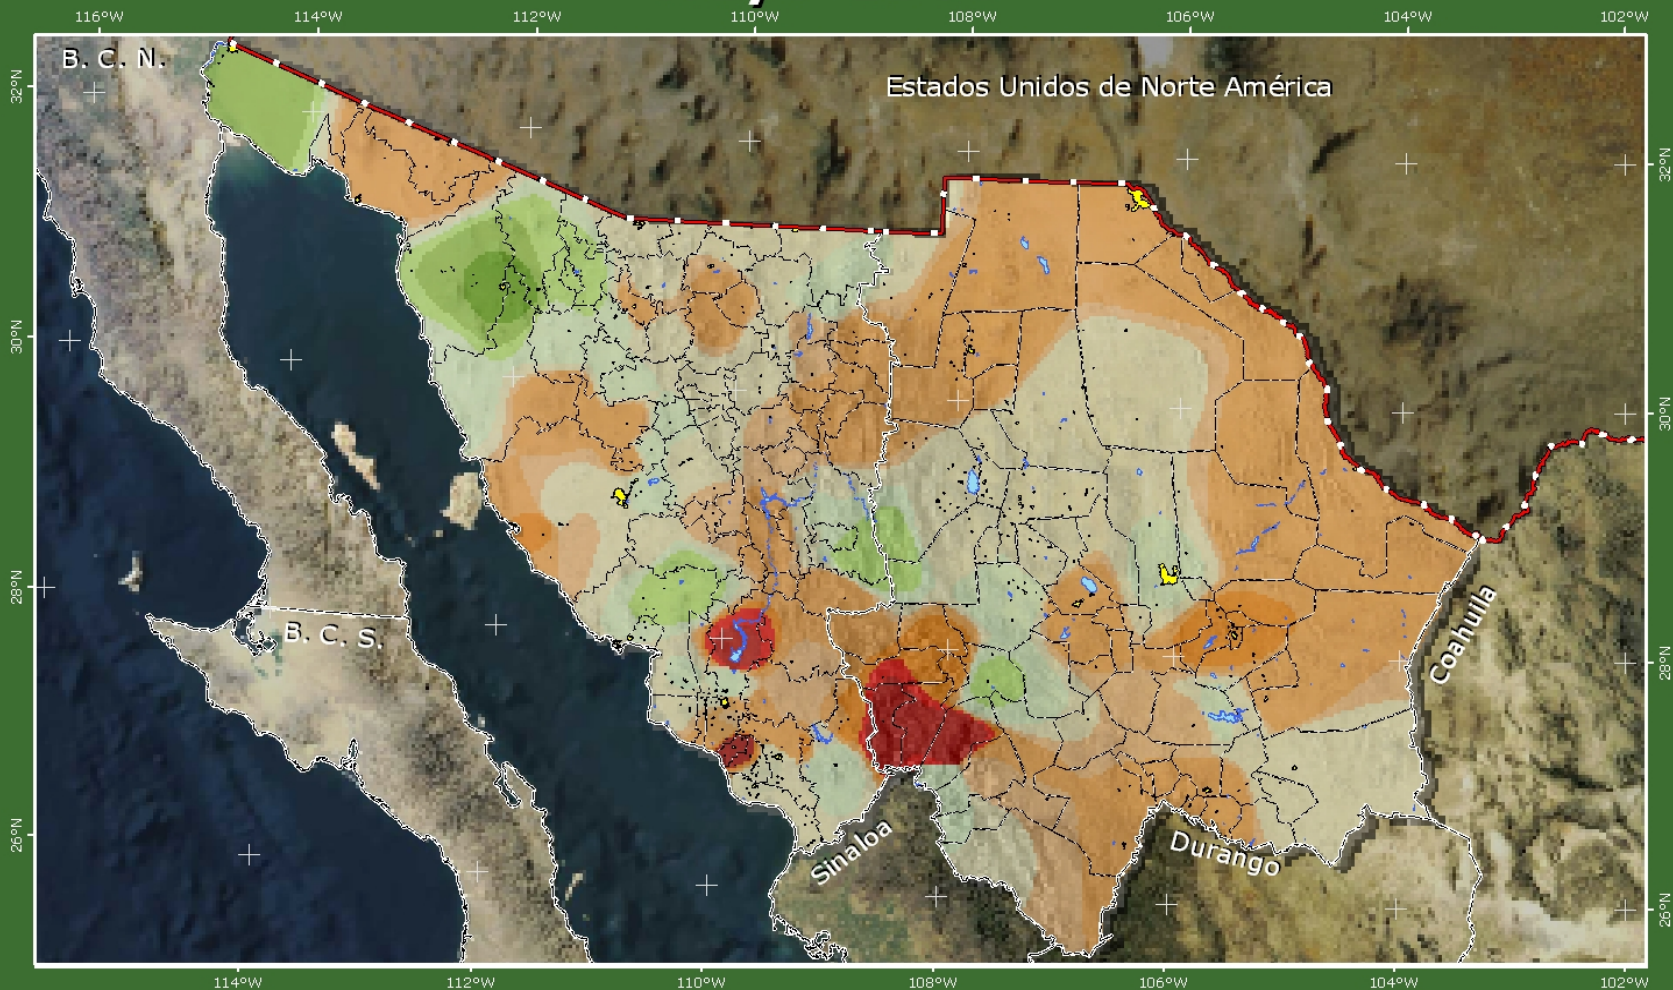 116°W 114°W 112°W 110°W 108°W 106°W 104°W 102°W
B. C. N.
Estados Unidos de Norte América
32°N
32°N
30°N
30°N
28°N
28°N
B. C. S.
Coahuila
26°N
26°N
Sinaloa
Durango
114°W 112°W 110°W 108°W 106°W 104°W 102°W